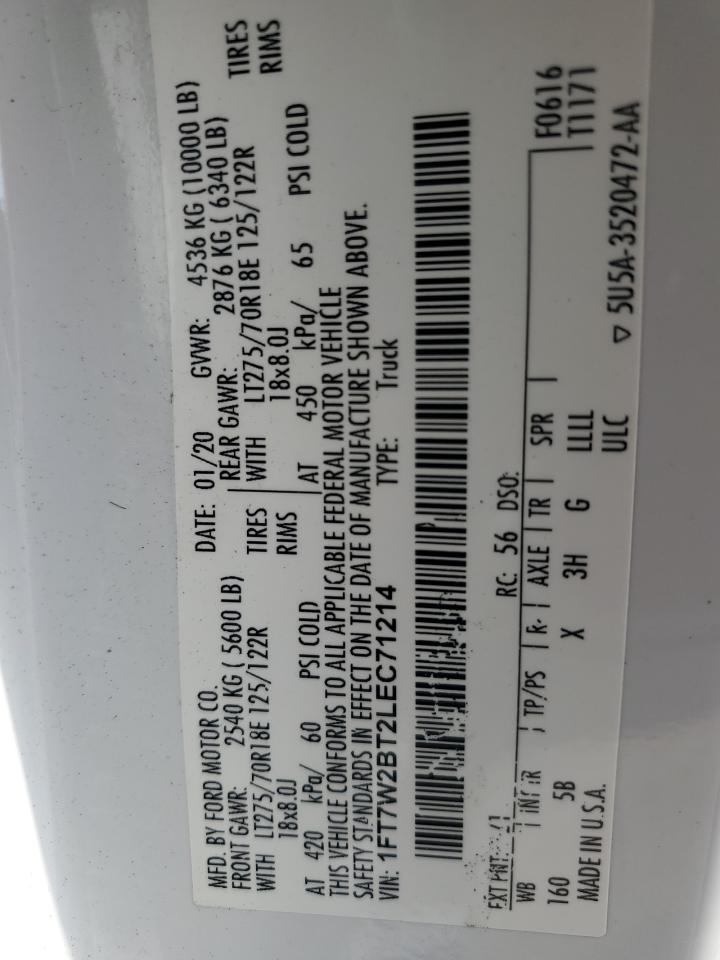 MFD. BY FORD MOTOR CO.
DATE: 01/20 GVWR: 4536 KG (10000 LB)
FRONT GAWR: 2540 KG ( 5600 LB) REAR GAWR: 2876 KG ( 6340 LB)
WITH LT275/70R18E 125/122R TIRES WITH LT275/70R18E 125/122R TIRES
18x8.0J RIMS 18x8.0J RIMS
AT 420 kPa/ 60 PSI COLD AT 450 kPa/ 65 PSI COLD
THIS VEHICLE CONFORMS TO ALL APPLICABLE FEDERAL MOTOR VEHICLE
SAFETY STANDARDS IN EFFECT ON THE DATE OF MANUFACTURE SHOWN ABOVE.
VIN: 1FT7W2BT2LEC71214 TYPE: Truck
EXT PNT: RC: 56 DSO: F0616
WB TP/PS R AXLE TR SPR T1171
160 5B X 3H G LLLL
MADE IN U.S.A. ULC ▽ 5U5A-3520472-AA